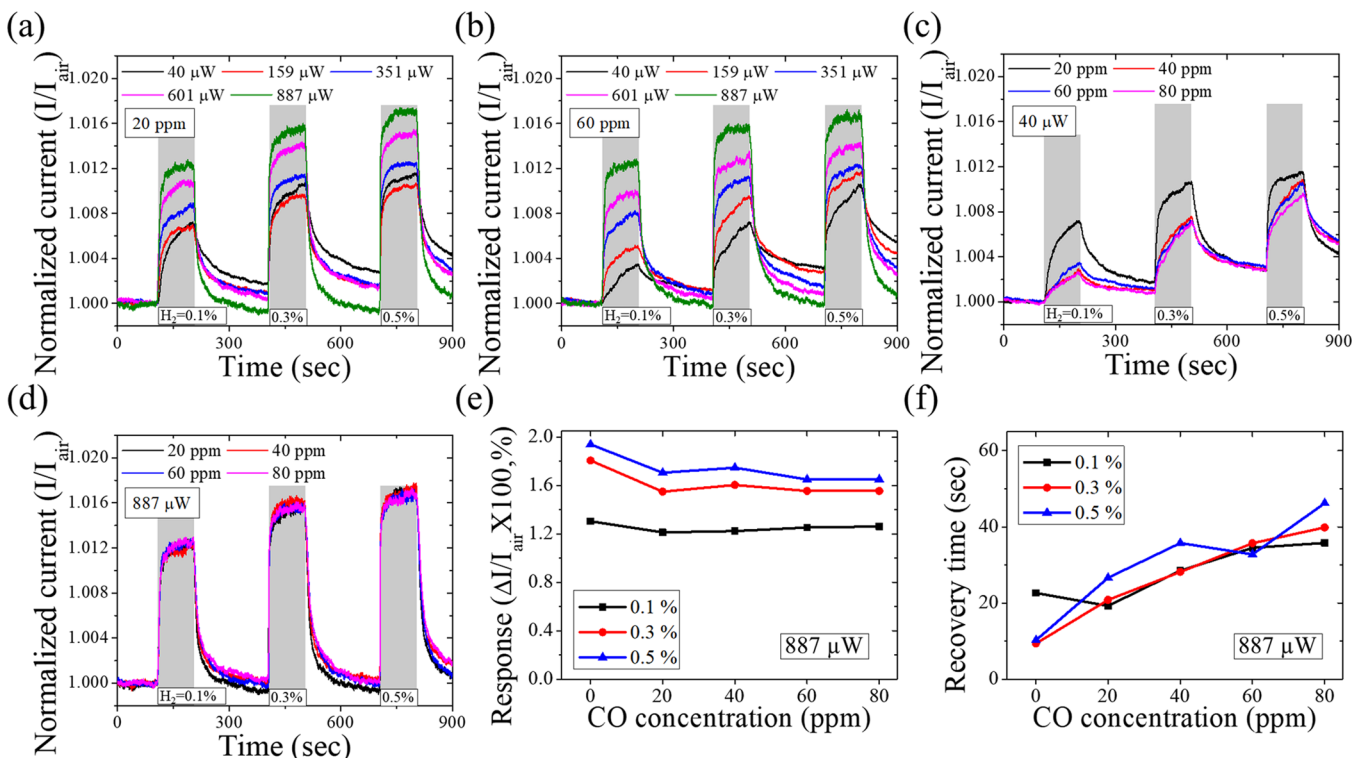 (a)
Normalized current (I/I_air)
1.020
1.016
1.012
1.008
1.004
1.000
40 μW 159 μW 351 μW
601 μW 887 μW
20 ppm
H₂=0.1% 0.3% 0.5%
0 300 600 900
Time (sec)
(b)
Normalized current (I/I_air)
1.020
1.016
1.012
1.008
1.004
1.000
40 μW 159 μW 351 μW
601 μW 887 μW
60 ppm
H₂=0.1% 0.3% 0.5%
0 300 600 900
Time (sec)
(c)
Normalized current (I/I_air)
1.020
1.016
1.012
1.008
1.004
1.000
20 ppm 40 ppm
60 ppm 80 ppm
40 μW
H₂=0.1% 0.3% 0.5%
0 300 600 900
Time (sec)
(d)
Normalized current (I/I_air)
1.020
1.016
1.012
1.008
1.004
1.000
20 ppm 40 ppm
60 ppm 80 ppm
887 μW
H₂=0.1% 0.3% 0.5%
0 300 600 900
Time (sec)
(e)
Response (ΔI/I_air X100,%)
2.0
1.6
1.2
0.8
0.4
0.0
0.1 %
0.3 %
0.5 %
887 μW
0 20 40 60 80
CO concentration (ppm)
(f)
Recovery time (sec)
60
40
20
0
0.1 %
0.3 %
0.5 %
887 μW
0 20 40 60 80
CO concentration (ppm)